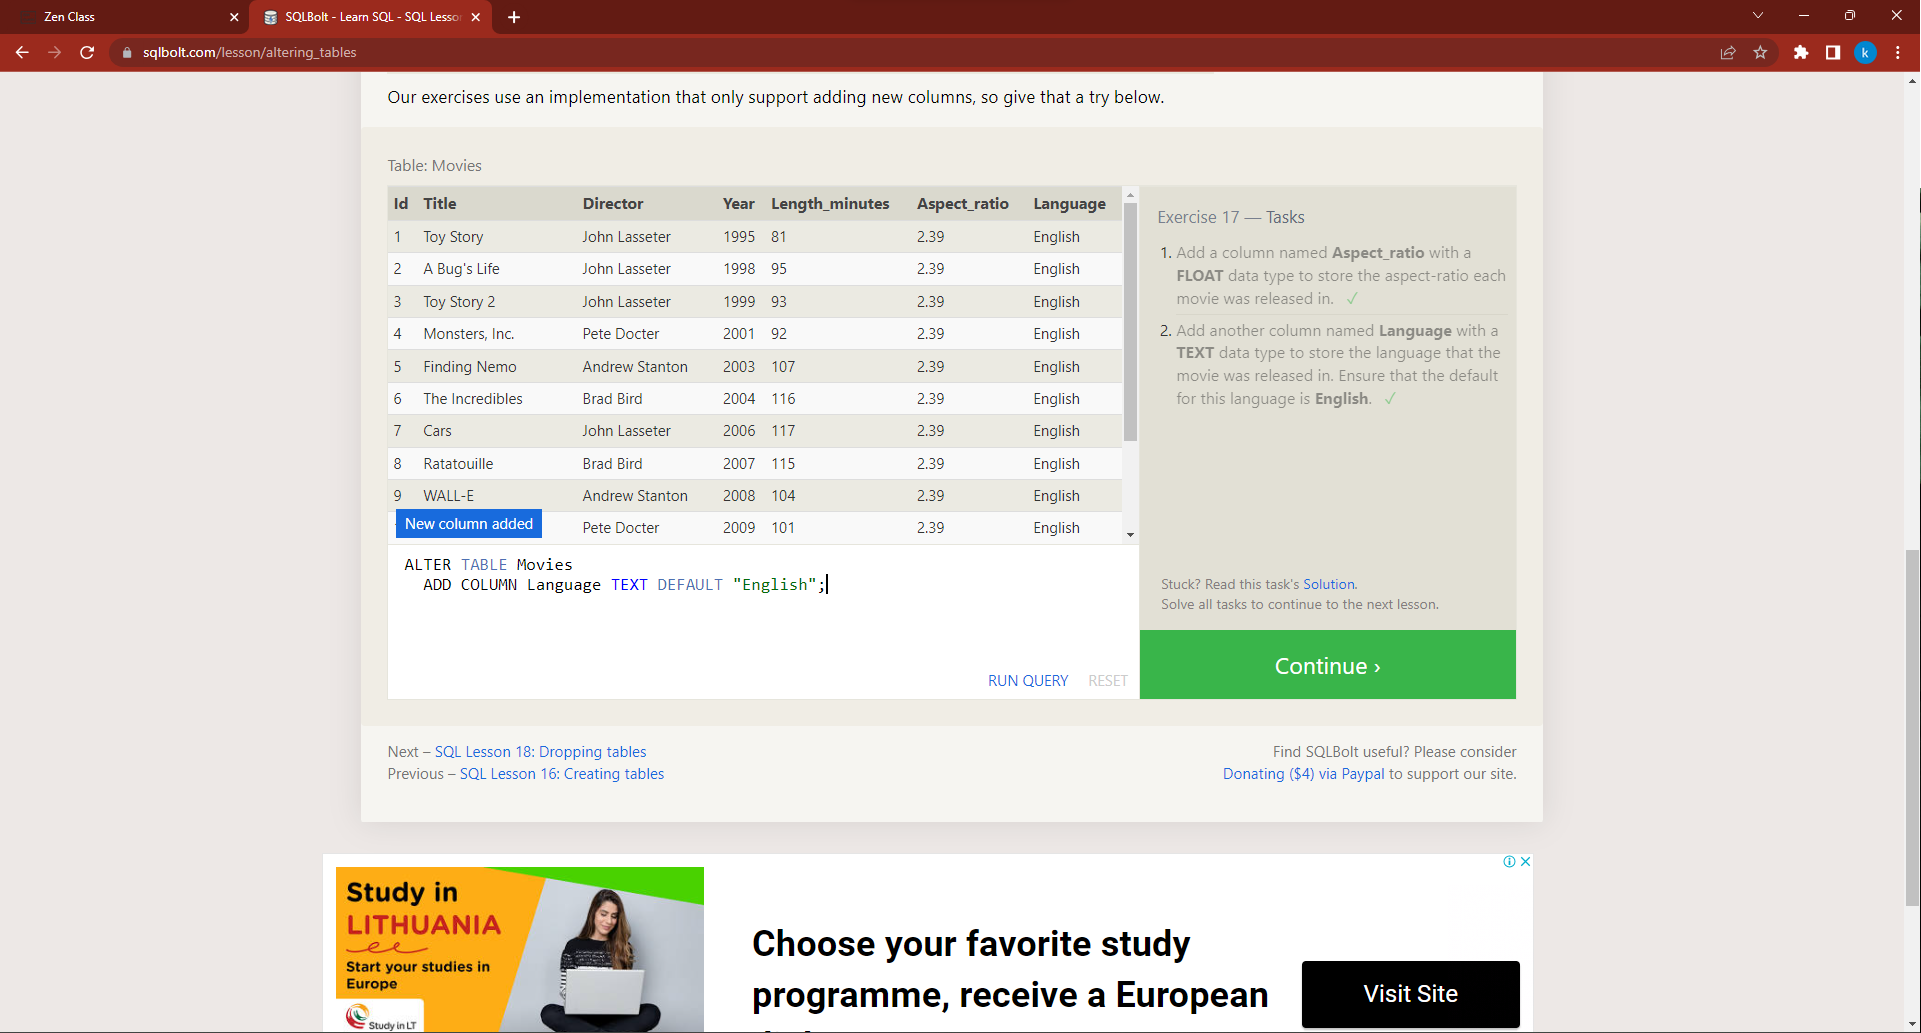 Zen Class
SQLBolt - Learn SQL - SQL Lesso
sqlbolt.com/lesson/altering_tables
k
Our exercises use an implementation that only support adding new columns, so give that a try below.
Table: Movies
Id Title Director Year Length_minutes Aspect_ratio Language
1 Toy Story John Lasseter 1995 81 2.39 English
2 A Bug's Life John Lasseter 1998 95 2.39 English
3 Toy Story 2 John Lasseter 1999 93 2.39 English
4 Monsters, Inc. Pete Docter 2001 92 2.39 English
5 Finding Nemo Andrew Stanton 2003 107 2.39 English
6 The Incredibles Brad Bird 2004 116 2.39 English
7 Cars John Lasseter 2006 117 2.39 English
8 Ratatouille Brad Bird 2007 115 2.39 English
9 WALL-E Andrew Stanton 2008 104 2.39 English
New column added Pete Docter 2009 101 2.39 English
ALTER TABLE Movies
ADD COLUMN Language TEXT DEFAULT "English";
RUN QUERY RESET
Exercise 17 — Tasks
1. Add a column named Aspect_ratio with a
FLOAT data type to store the aspect-ratio each
movie was released in. ✓
2. Add another column named Language with a
TEXT data type to store the language that the
movie was released in. Ensure that the default
for this language is English. ✓
Stuck? Read this task's Solution.
Solve all tasks to continue to the next lesson.
Continue ›
Next – SQL Lesson 18: Dropping tables
Previous – SQL Lesson 16: Creating tables
Find SQLBolt useful? Please consider
Donating ($4) via Paypal to support our site.
Study in
LITHUANIA
Start your studies in
Europe
Study in LT
Choose your favorite study
programme, receive a European
Visit Site